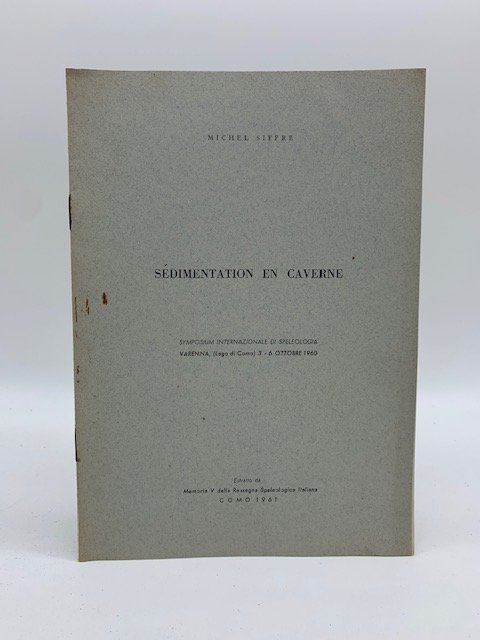 MICHEL SIFFRE
SÉDIMENTATION EN CAVERNE
SYMPOSIUM INTERNAZIONALE DI SPELEOLOGIA
VARENNA, (Lago di Como) 3 - 6 OTTOBRE 1960
Estratto da
Memoria V della Rassegna Speleologica Italiana
COMO 1961